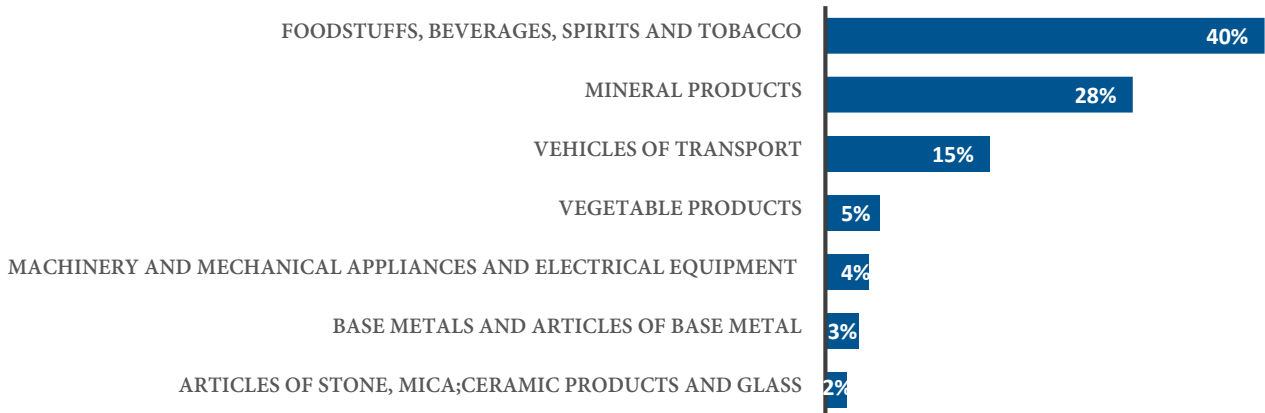 FOODSTUFFS, BEVERAGES, SPIRITS AND TOBACCO 40%
MINERAL PRODUCTS 28%
VEHICLES OF TRANSPORT 15%
VEGETABLE PRODUCTS 5%
MACHINERY AND MECHANICAL APPLIANCES AND ELECTRICAL EQUIPMENT 4%
BASE METALS AND ARTICLES OF BASE METAL 3%
ARTICLES OF STONE, MICA;CERAMIC PRODUCTS AND GLASS 2%